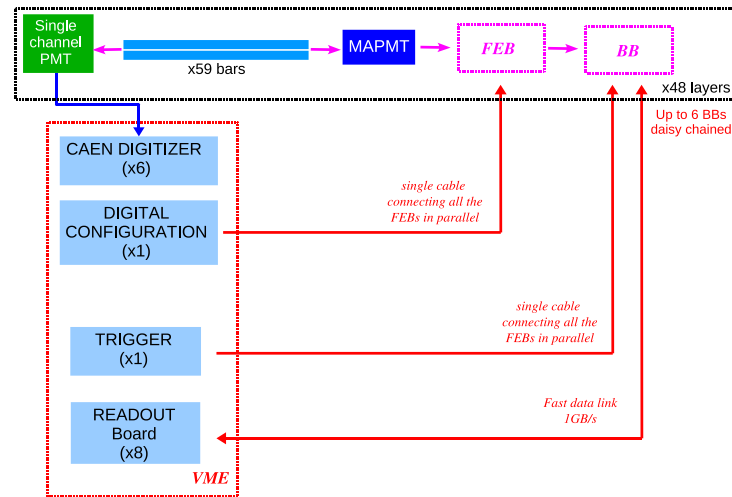 Single
channel
PMT
x59 bars
MAPMT
FEB
BB
x48 layers
Up to 6 BBs
daisy chained
CAEN DIGITIZER
(x6)
DIGITAL
CONFIGURATION
(x1)
single cable
connecting all the
FEBs in parallel
TRIGGER
(x1)
single cable
connecting all the
FEBs in parallel
READOUT
Board
(x8)
Fast data link
1GB/s
VME